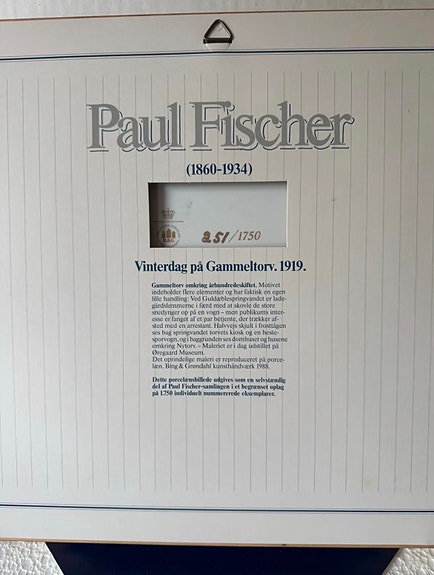 Paul Fischer
(1860-1934)
251/1750
Vinterdag på Gammeltorv. 1919.
Gammeltorv omkring århundredeskiftet. Motivet
indeholder flere elementer og har faktisk en egen
lille handling: Ved Guldæblespringvandet er lade-
gårdslemmerne i færd med at skovle de store
snedynger op på en vogn – men publikums inter-
esse er fanget af et par betjente, der trækker af-
sted med en arrestant. Halvvejs skjult i frosttågen
ses bag springvandet torvets kiosk og en heste-
sporvogn, og i baggrunden ses domhuset og husene
omkring Nytorv. – Maleriet er i dag udstillet på
Øregaard Museum.
Det oprindelige maleri er reproduceret på porce-
læn. Bing & Grøndahl kunsthåndværk 1988.
Dette porcelænsbillede udgives som en selvstændig
del af Paul Fischer-samlingen i et begrænset oplag
på 1750 individuelt nummererede eksemplarer.